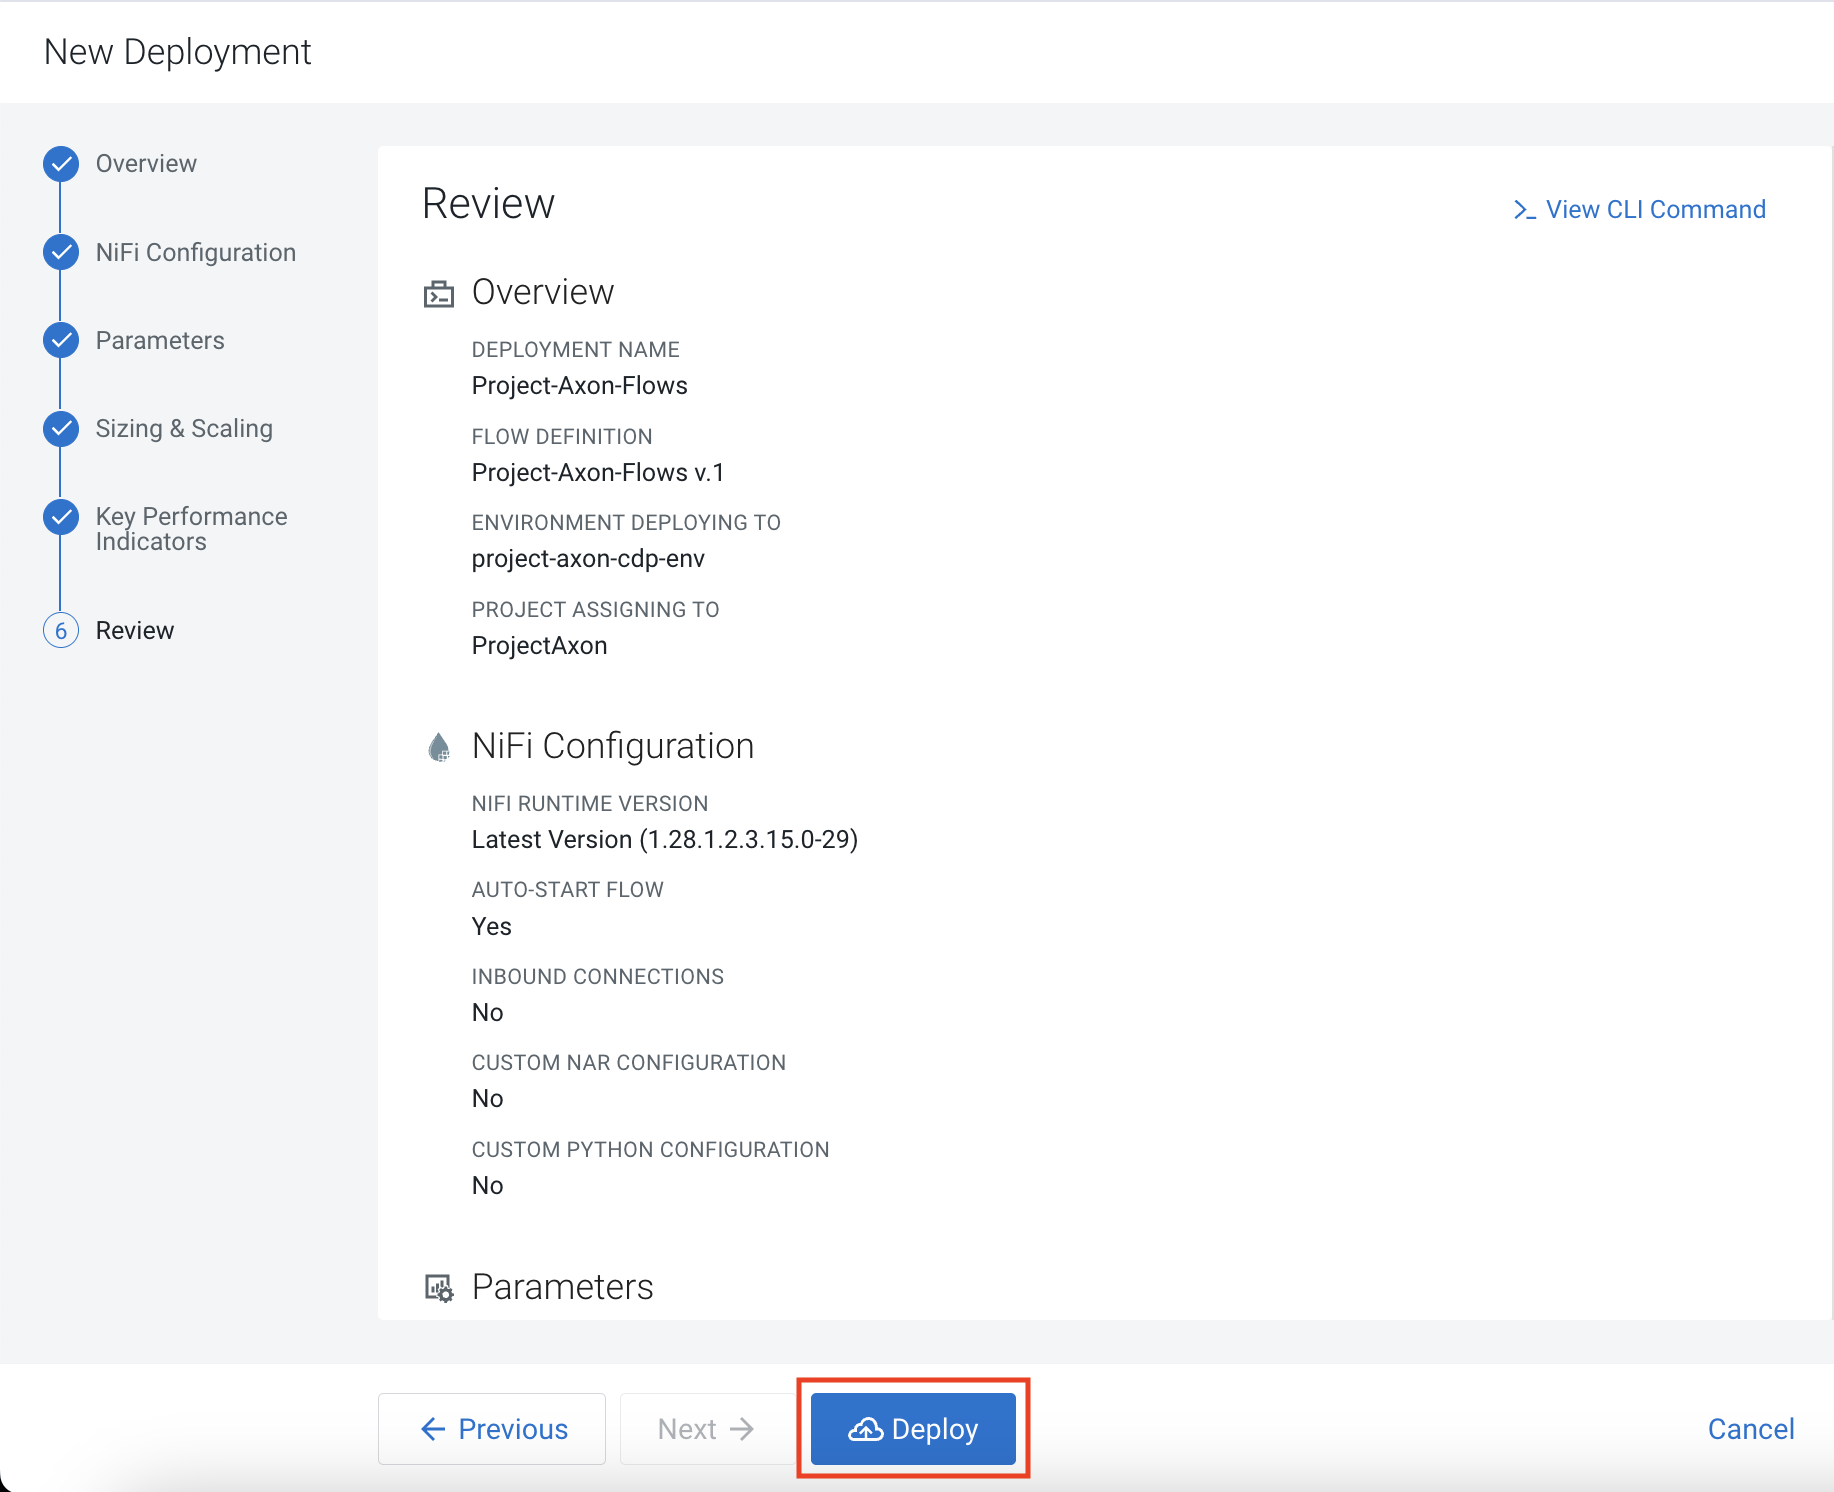 New Deployment
Overview
NiFi Configuration
Parameters
Sizing & Scaling
Key Performance
Indicators
6 Review
Review
>_ View CLI Command
Overview
DEPLOYMENT NAME
Project-Axon-Flows
FLOW DEFINITION
Project-Axon-Flows v.1
ENVIRONMENT DEPLOYING TO
project-axon-cdp-env
PROJECT ASSIGNING TO
ProjectAxon
NiFi Configuration
NIFI RUNTIME VERSION
Latest Version (1.28.1.2.3.15.0-29)
AUTO-START FLOW
Yes
INBOUND CONNECTIONS
No
CUSTOM NAR CONFIGURATION
No
CUSTOM PYTHON CONFIGURATION
No
Parameters
Previous
Next
Deploy
Cancel